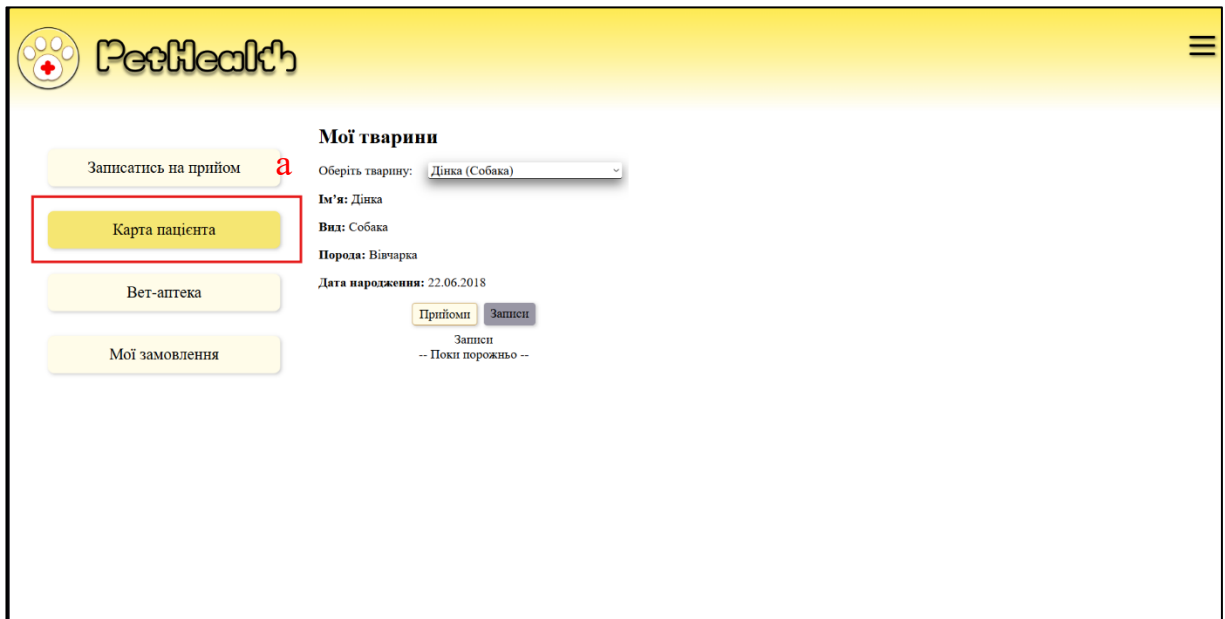 PetHealth
Записатись на прийом
а
Карта пацієнта
Вет-аптека
Мої замовлення
Мої тварини
Оберіть тварину: Дінка (Собака)
Ім’я: Дінка
Вид: Собака
Порода: Вівчарка
Дата народження: 22.06.2018
Прийоми Записи
Записи
-- Поки порожньо --